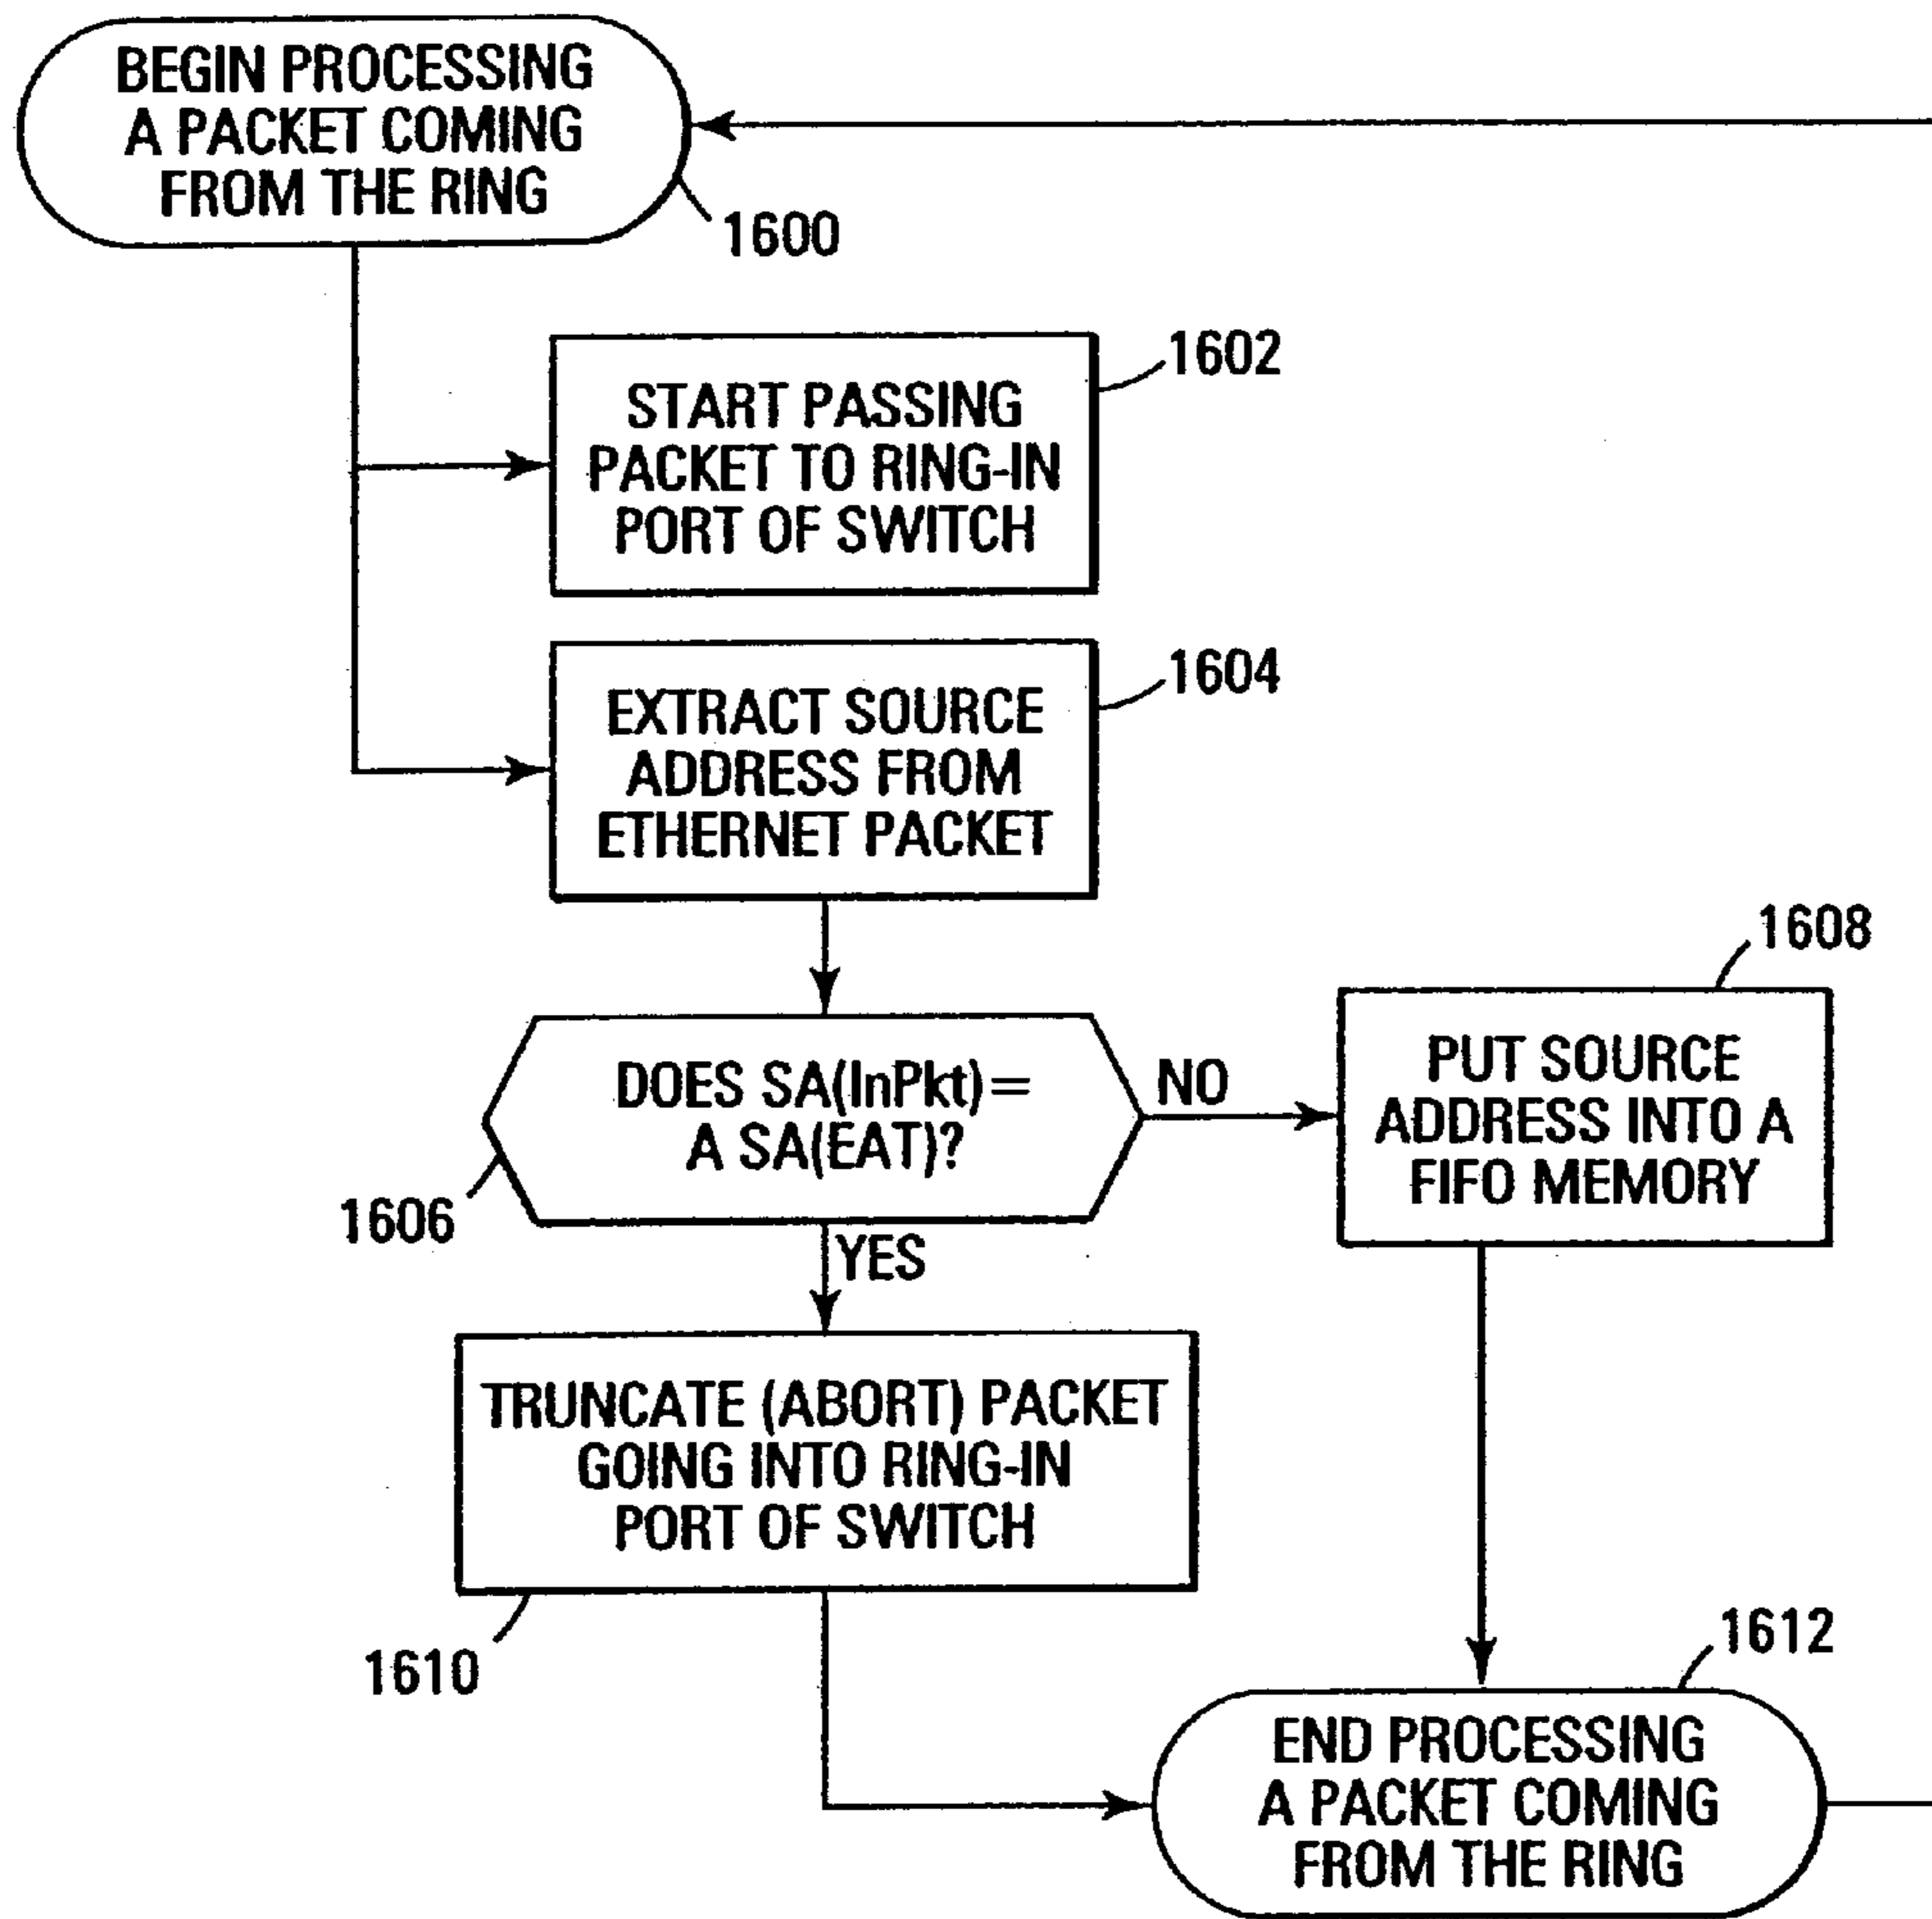 BEGIN PROCESSING
A PACKET COMING
FROM THE RING
1600
START PASSING
PACKET TO RING-IN
PORT OF SWITCH
1602
EXTRACT SOURCE
ADDRESS FROM
ETHERNET PACKET
1604
DOES SA(InPkt)=
A SA(EAT)?
1606
NO
YES
PUT SOURCE
ADDRESS INTO A
FIFO MEMORY
1608
TRUNCATE (ABORT) PACKET
GOING INTO RING-IN
PORT OF SWITCH
1610
END PROCESSING
A PACKET COMING
FROM THE RING
1612